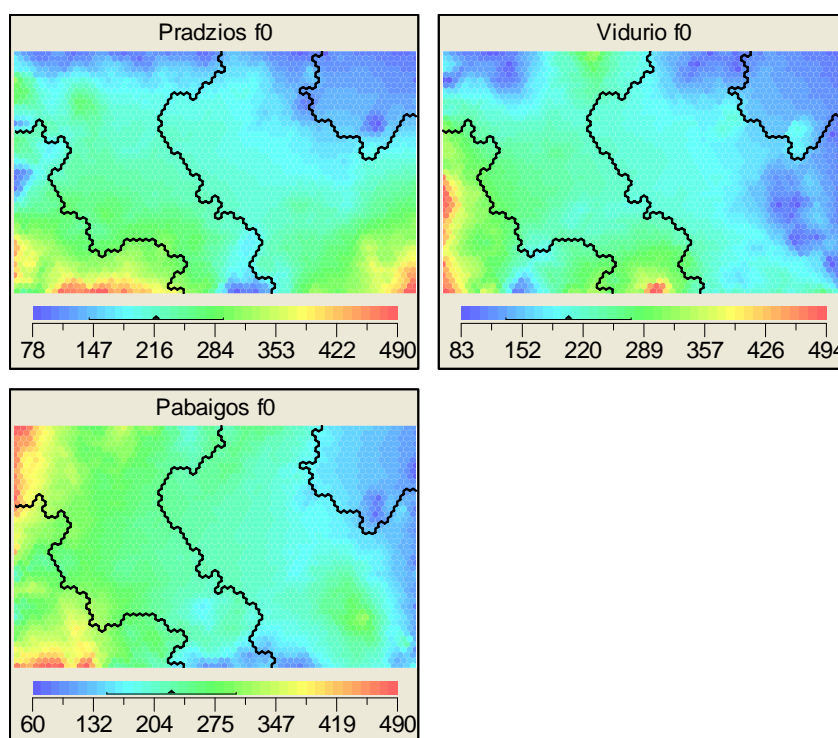 Pradzios f0
78 147 216 284 353 422 490
Vidurio f0
83 152 220 289 357 426 494
Pabaigos f0
60 132 204 275 347 419 490